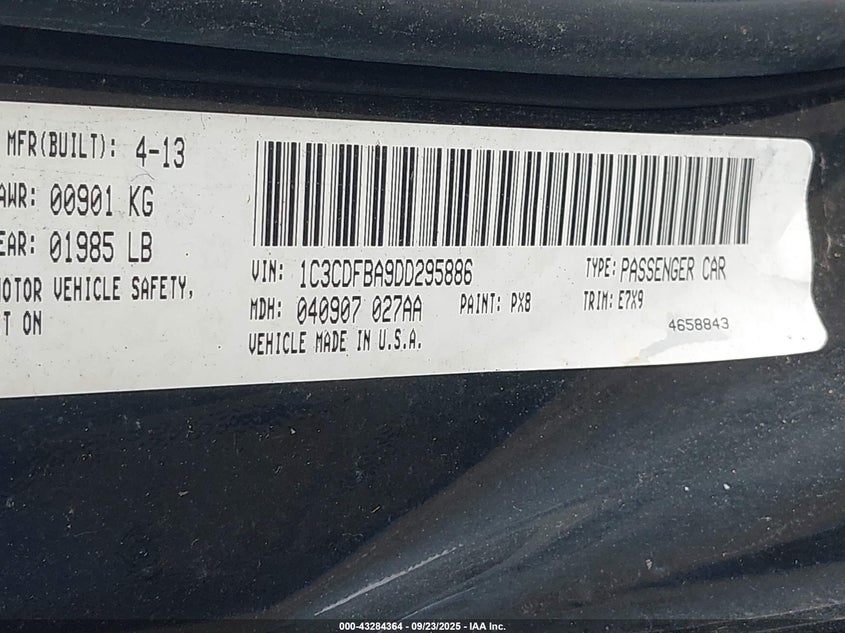 MFR(BUILT): 4-13
AWR: 00901 KG
EAR: 01985 LB
MOTOR VEHICLE SAFETY,
T ON
VIN: 1C3CDFBA9DD295886 TYPE: PASSENGER CAR
MDH: 040907 027AA PAINT: PX8 TRIM: E7X9
VEHICLE MADE IN U.S.A. 4658843
000-43284364 - 09/23/2025 - IAA Inc.